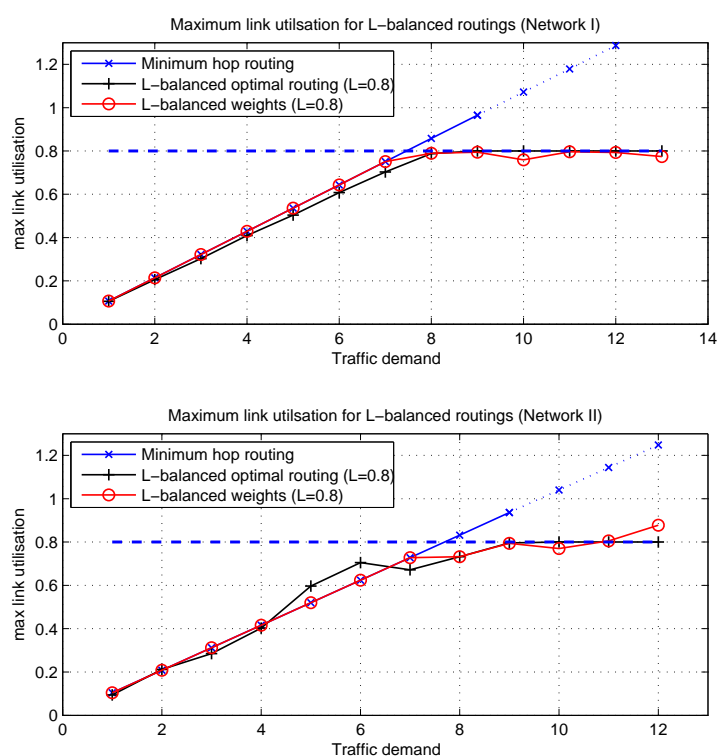 Maximum link utilsation for L−balanced routings (Network I)
1.2
1
0.8
0.6
0.4
0.2
0
max link utilisation
Minimum hop routing
L−balanced optimal routing (L=0.8)
L−balanced weights (L=0.8)
0 2 4 6 8 10 12 14
Traffic demand
Maximum link utilsation for L−balanced routings (Network II)
1.2
1
0.8
0.6
0.4
0.2
0
max link utilisation
Minimum hop routing
L−balanced optimal routing (L=0.8)
L−balanced weights (L=0.8)
0 2 4 6 8 10 12
Traffic demand